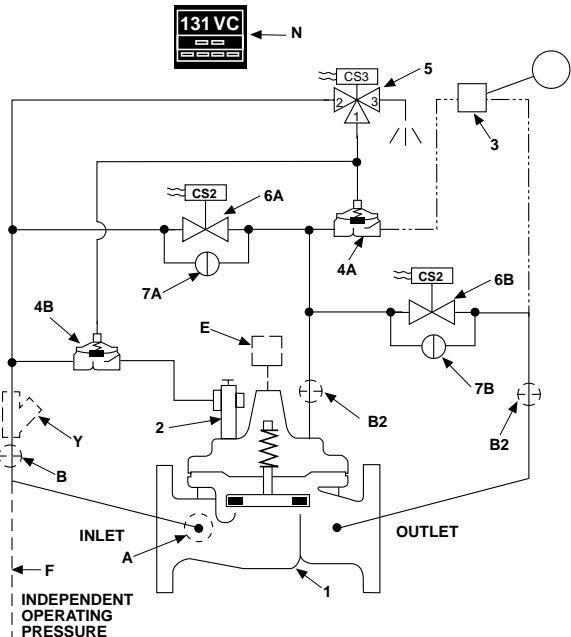 131 VC
N
CS3
5
2
3
1
3
CS2
6A
4A
7A
CS2
6B
4B
E
7B
B2
B2
2
Y
B
INLET
OUTLET
A
F
1
INDEPENDENT
OPERATING
PRESSURE